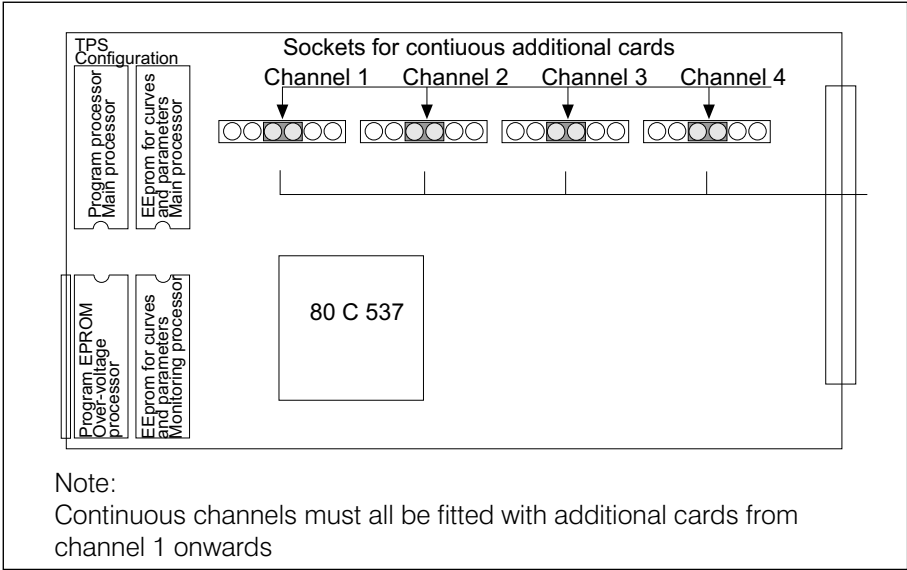 TPS
Configuration
Sockets for contiuous additional cards
Channel 1
Channel 2
Channel 3
Channel 4
Program processor
Main processor
EEprom for curves
and parameters
Main processor
Program EPROM
Over-voltage
processor
EEprom for curves
and parameters
Monitoring processor
80 C 537
Note:
Continuous channels must all be fitted with additional cards from
channel 1 onwards